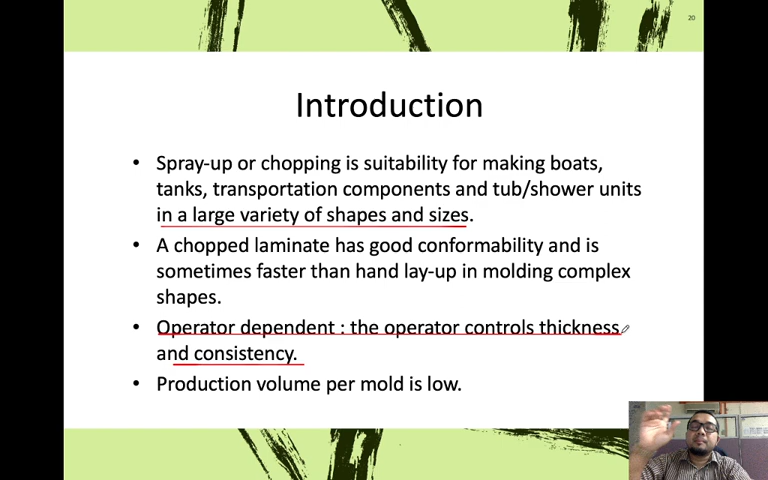 20
Introduction
• Spray-up or chopping is suitability for making boats,
tanks, transportation components and tub/shower units
in a large variety of shapes and sizes.
• A chopped laminate has good conformability and is
sometimes faster than hand lay-up in molding complex
shapes.
• Operator dependent : the operator controls thickness
and consistency.
• Production volume per mold is low.